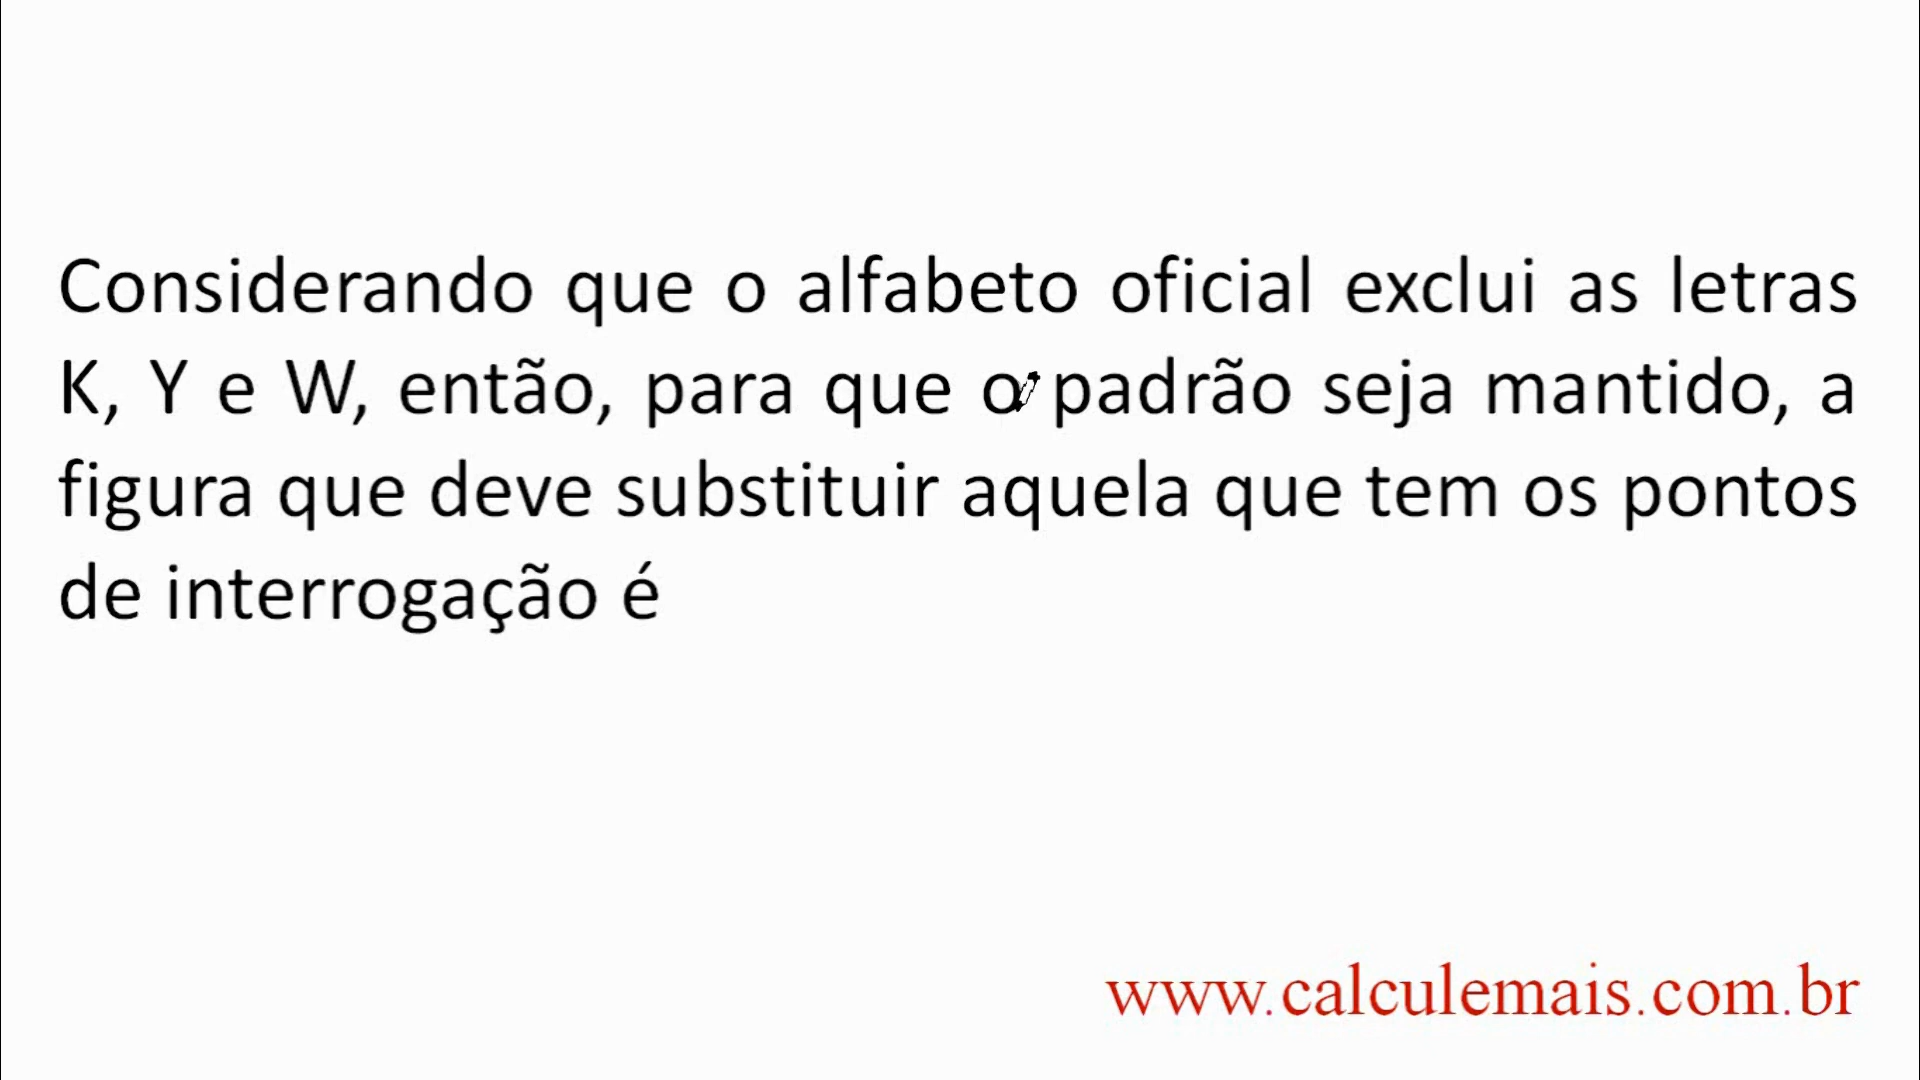 Considerando que o alfabeto oficial exclui as letras
K, Y e W, então, para que o padrão seja mantido, a
figura que deve substituir aquela que tem os pontos
de interrogação é
www.calculemais.com.br